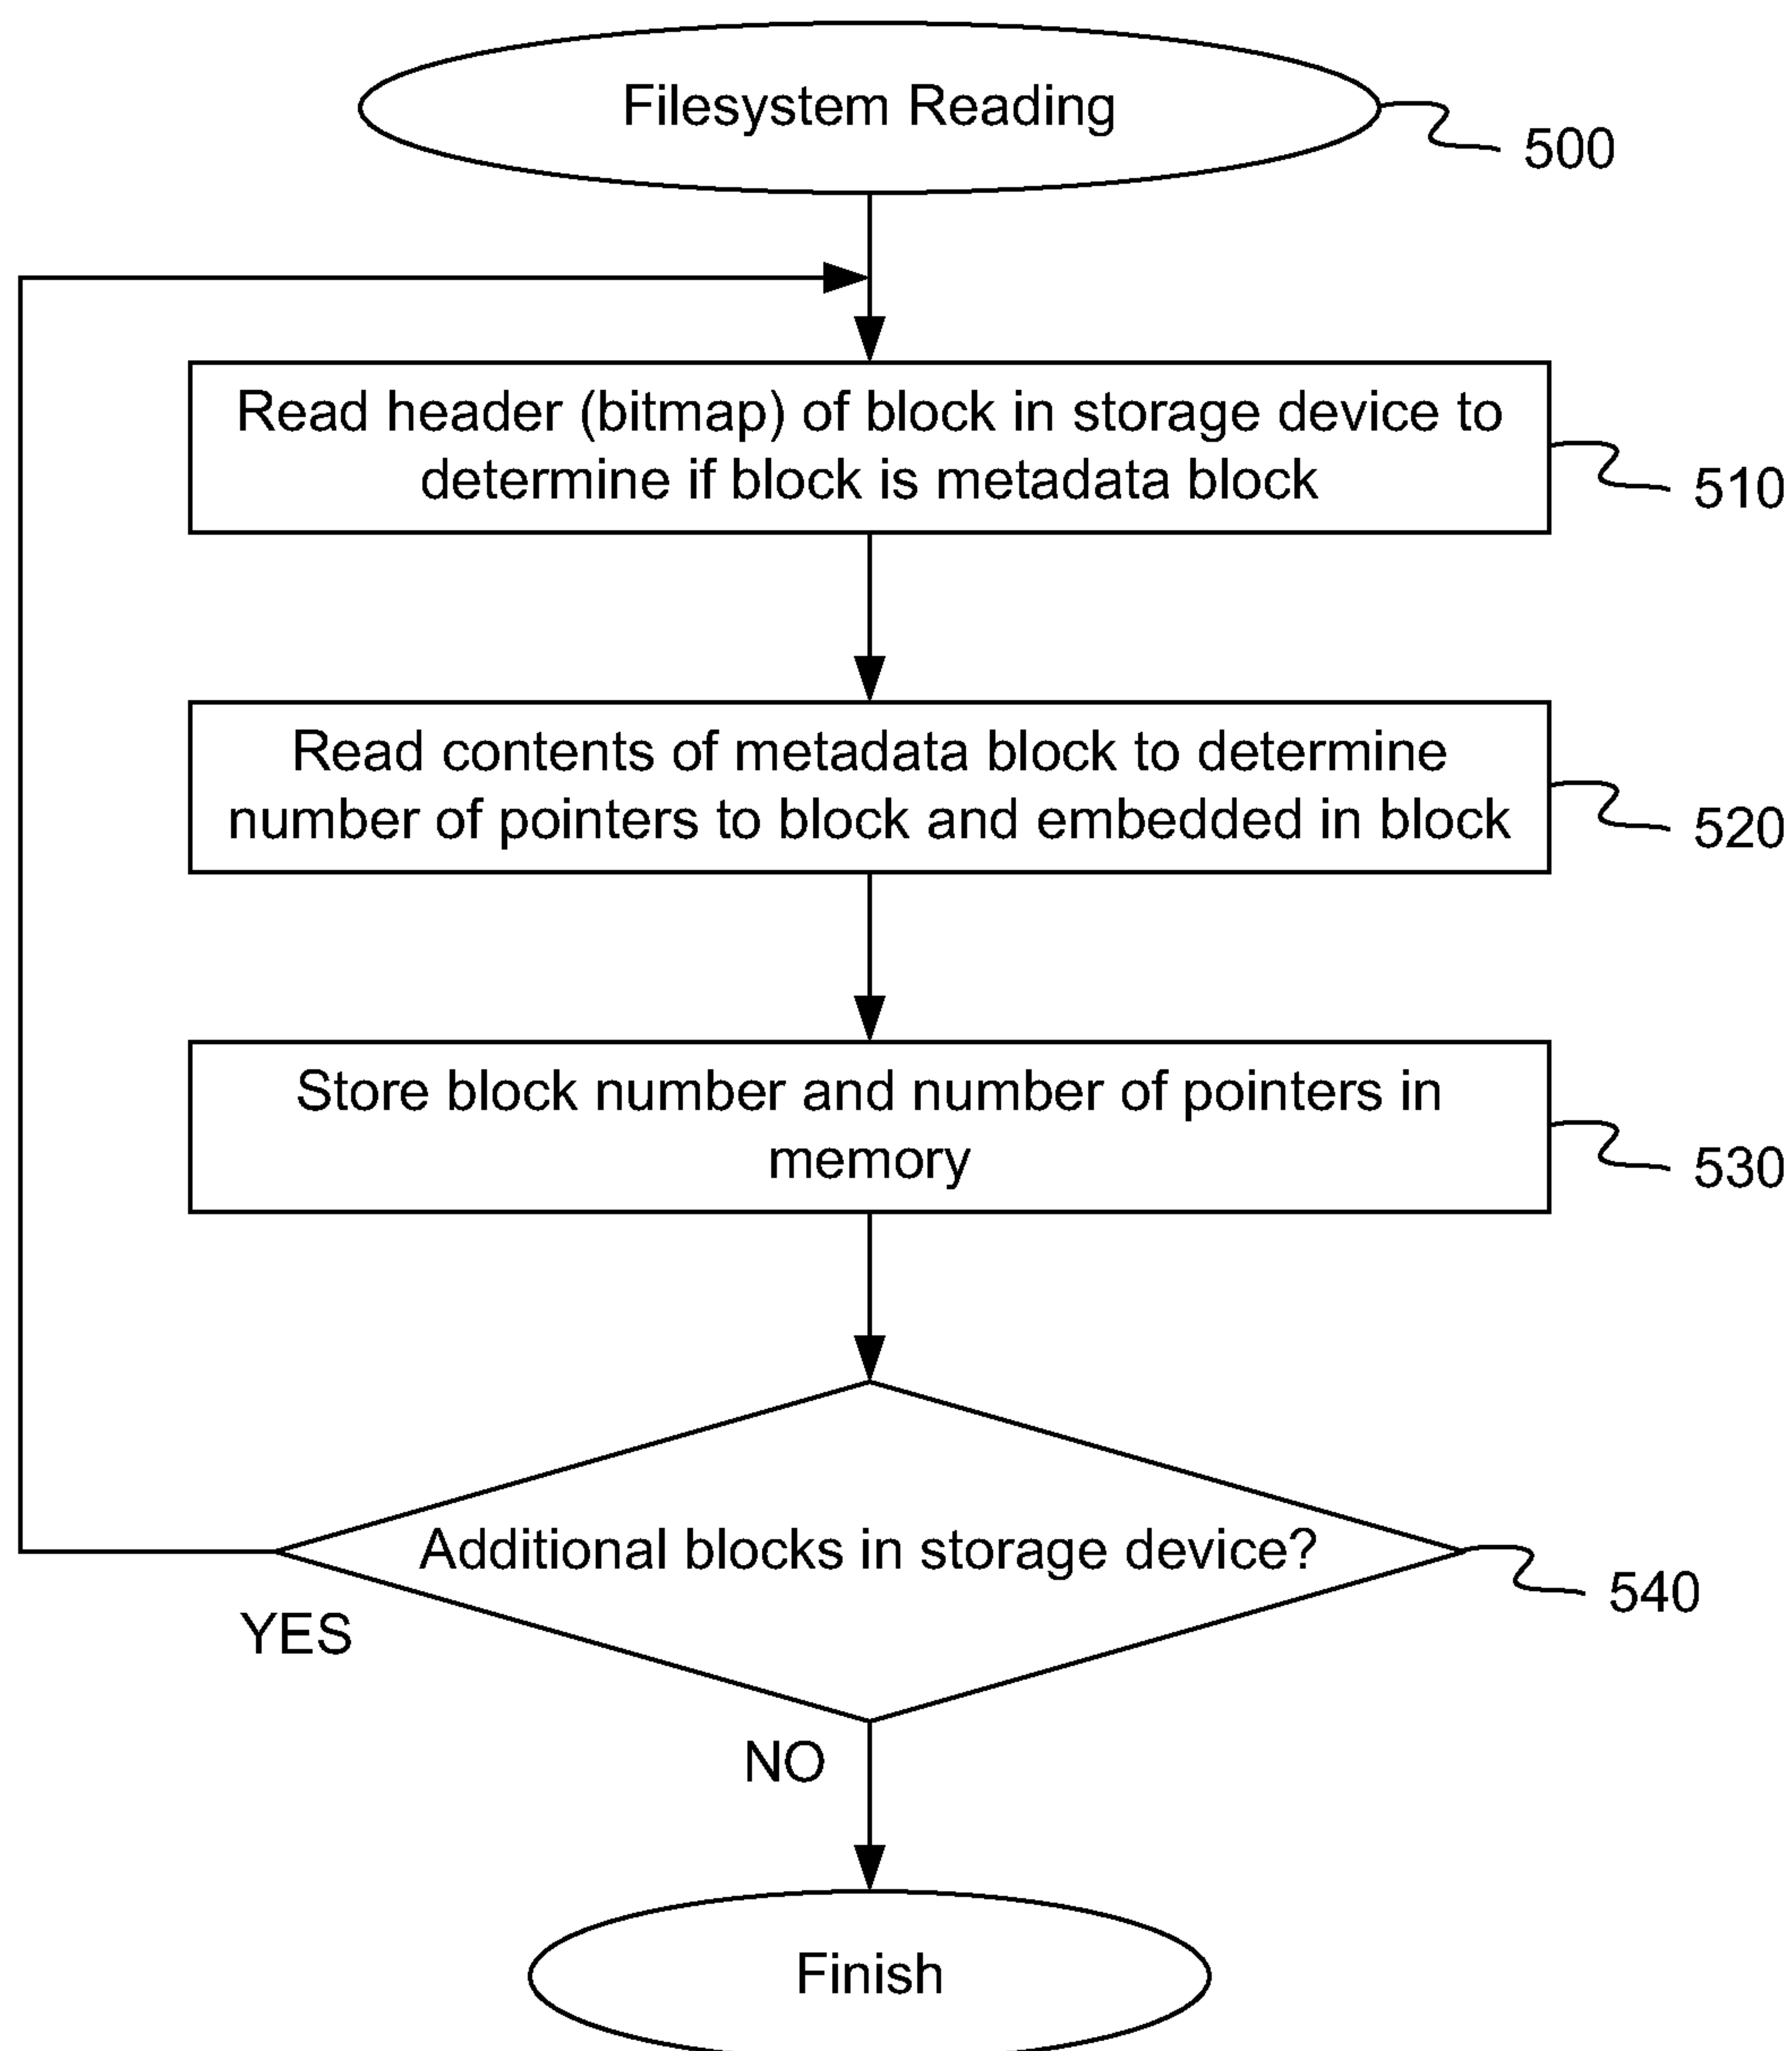 Filesystem Reading
500
Read header (bitmap) of block in storage device to
determine if block is metadata block
510
Read contents of metadata block to determine
number of pointers to block and embedded in block
520
Store block number and number of pointers in
memory
530
Additional blocks in storage device?
540
YES
NO
Finish